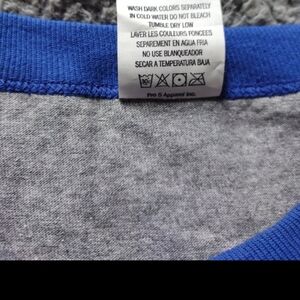 WASH DARK COLORS SEPARATELY
IN COLD WATER DO NOT BLEACH
TUMBLE DRY LOW
LAVER LES COULEURS FONCÉES
SEPAREMENT EN AGUA FRIA
NO USE BLANQUEADOR
SECAR A TEMPERATURA BAJA
Pro 5 Apparel Inc.